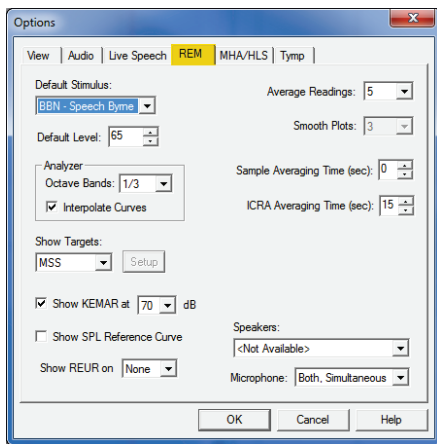 Options
View Audio Live Speech REM MHA/HLS Tymp
Default Stimulus:
BBN - Speech Byrne
Default Level: 65
Analyzer
Octave Bands: 1/3
Interpolate Curves
Show Targets:
MSS Setup
Show KEMAR at 70 dB
Show SPL Reference Curve
Show REUR on None
Average Readings: 5
Smooth Plots: 3
Sample Averaging Time (sec): 0
ICRA Averaging Time (sec): 15
Speakers:
<Not Available>
Microphone: Both, Simultaneous
OK Cancel Help